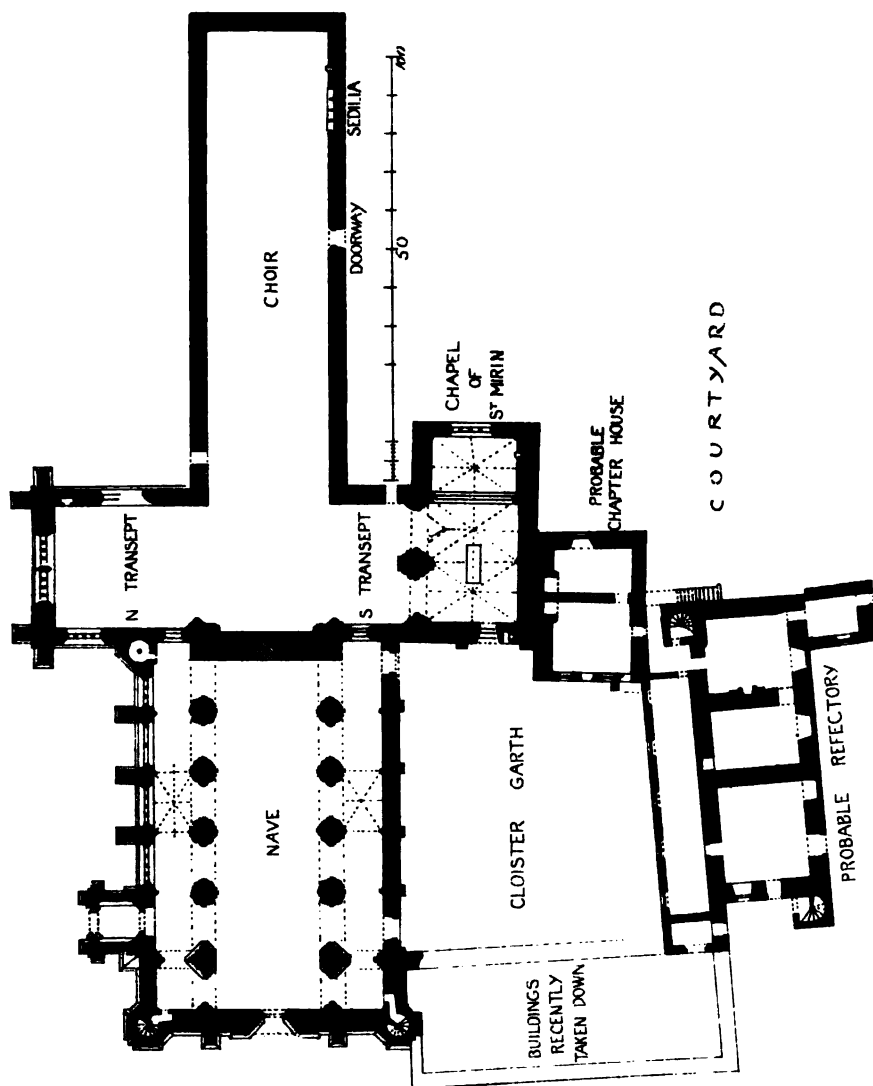 N TRANSEPT
S TRANSEPT
CHOIR
NAVE
SEDILIA
DOORWAY
100
50
CHAPEL
OF
ST MIRIN
PROBABLE
CHAPTER HOUSE
COURTYARD
CLOISTER GARTH
PROBABLE REFECTORY
BUILDINGS
RECENTLY
TAKEN DOWN